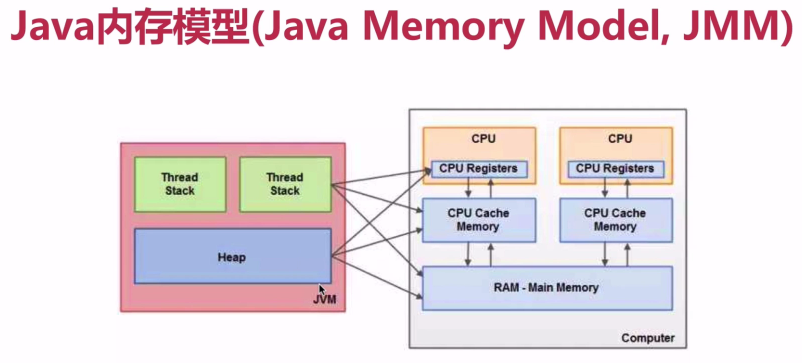 Java内存模型(Java Memory Model, JMM)
Thread
Stack
Thread
Stack
Heap
JVM
CPU
CPU Registers
CPU Cache
Memory
CPU
CPU Registers
CPU Cache
Memory
RAM - Main Memory
Computer